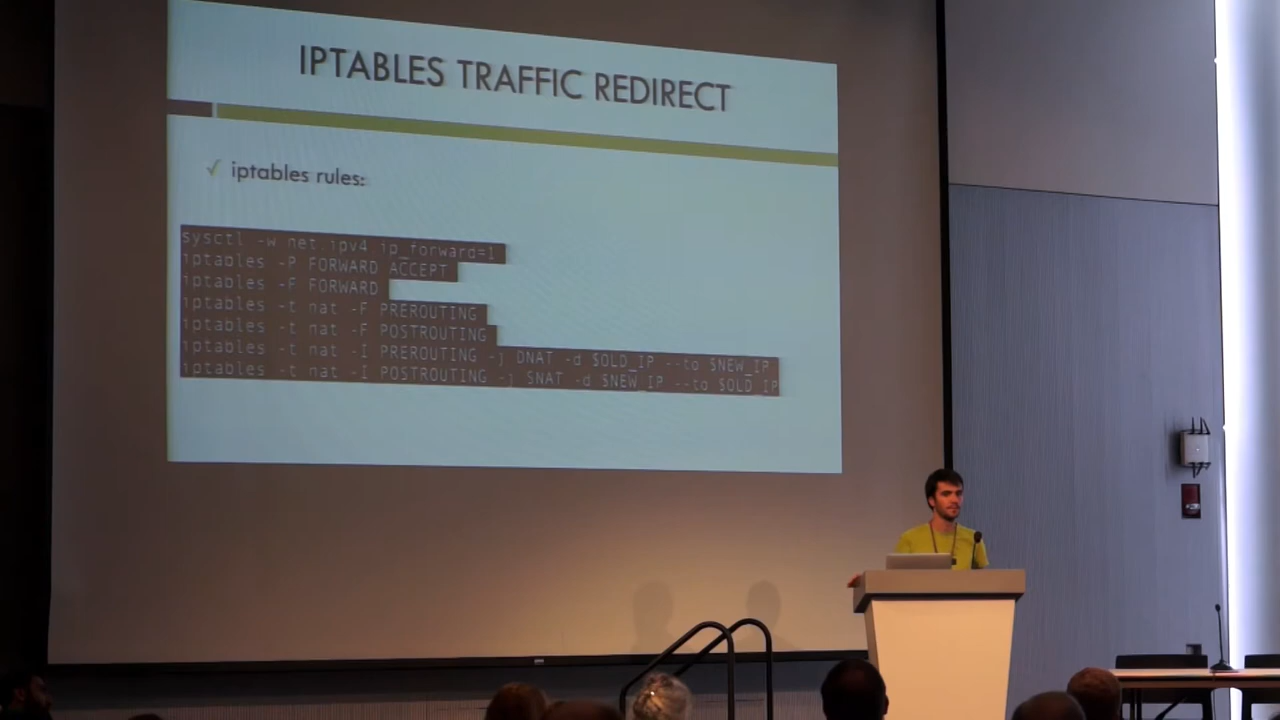 IPTABLES TRAFFIC REDIRECT
✓ iptables rules:
sysctl -w net.ipv4.ip_forward=1
iptables -P FORWARD ACCEPT
iptables -F FORWARD
iptables -t nat -F PREROUTING
iptables -t nat -F POSTROUTING
iptables -t nat -I PREROUTING -j DNAT -d $OLD_IP --to $NEW_IP
iptables -t nat -I POSTROUTING -j SNAT -d $NEW_IP --to $OLD_IP